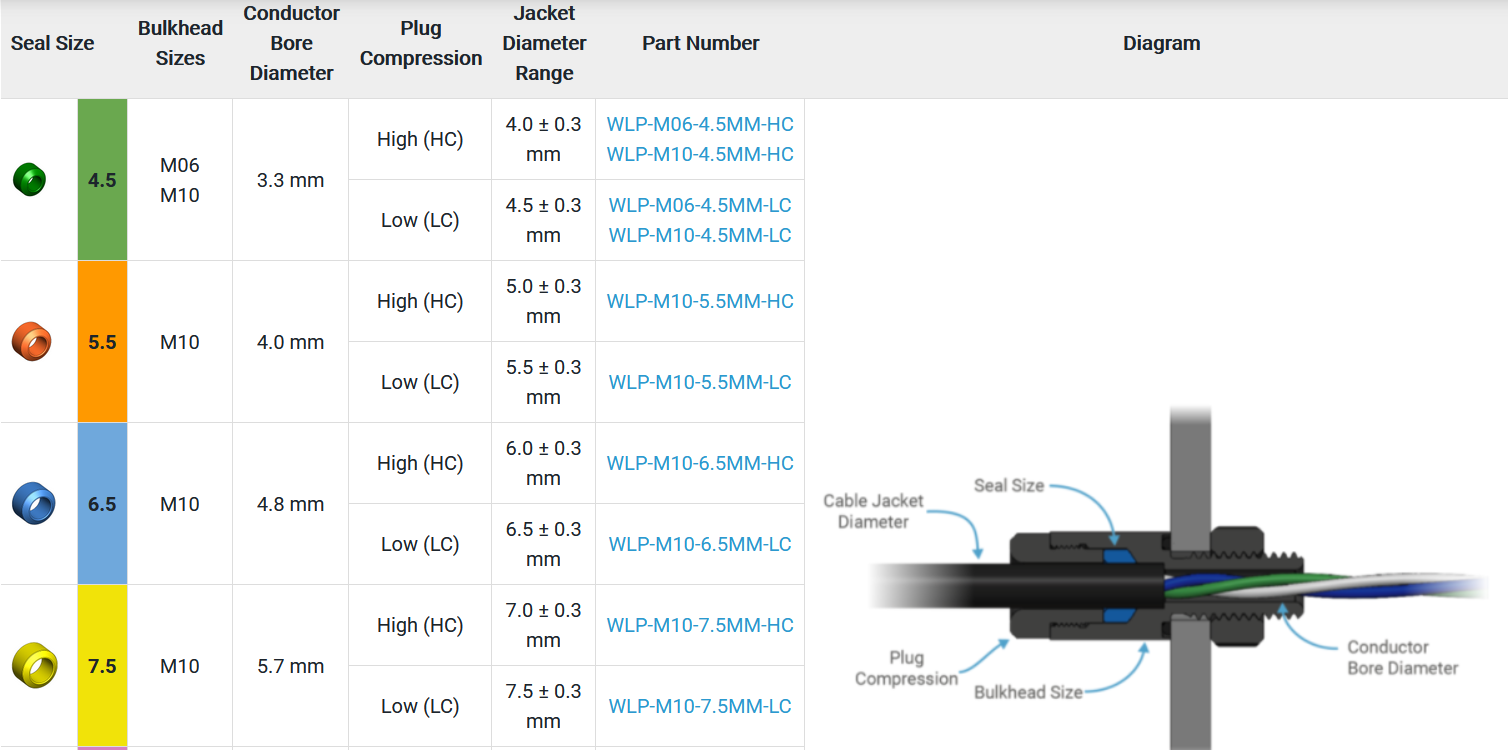 Seal Size
Bulkhead
Sizes
Conductor
Bore
Diameter
Plug
Compression
Jacket
Diameter
Range
Part Number
Diagram
4.5
M06
M10
3.3 mm
High (HC)
4.0 ± 0.3
mm
WLP-M06-4.5MM-HC
WLP-M10-4.5MM-HC
Low (LC)
4.5 ± 0.3
mm
WLP-M06-4.5MM-LC
WLP-M10-4.5MM-LC
5.5
M10
4.0 mm
High (HC)
5.0 ± 0.3
mm
WLP-M10-5.5MM-HC
Low (LC)
5.5 ± 0.3
mm
WLP-M10-5.5MM-LC
6.5
M10
4.8 mm
High (HC)
6.0 ± 0.3
mm
WLP-M10-6.5MM-HC
Low (LC)
6.5 ± 0.3
mm
WLP-M10-6.5MM-LC
7.5
M10
5.7 mm
High (HC)
7.0 ± 0.3
mm
WLP-M10-7.5MM-HC
Low (LC)
7.5 ± 0.3
mm
WLP-M10-7.5MM-LC
Seal Size
Cable Jacket
Diameter
Plug
Compression
Bulkhead Size
Conductor
Bore Diameter